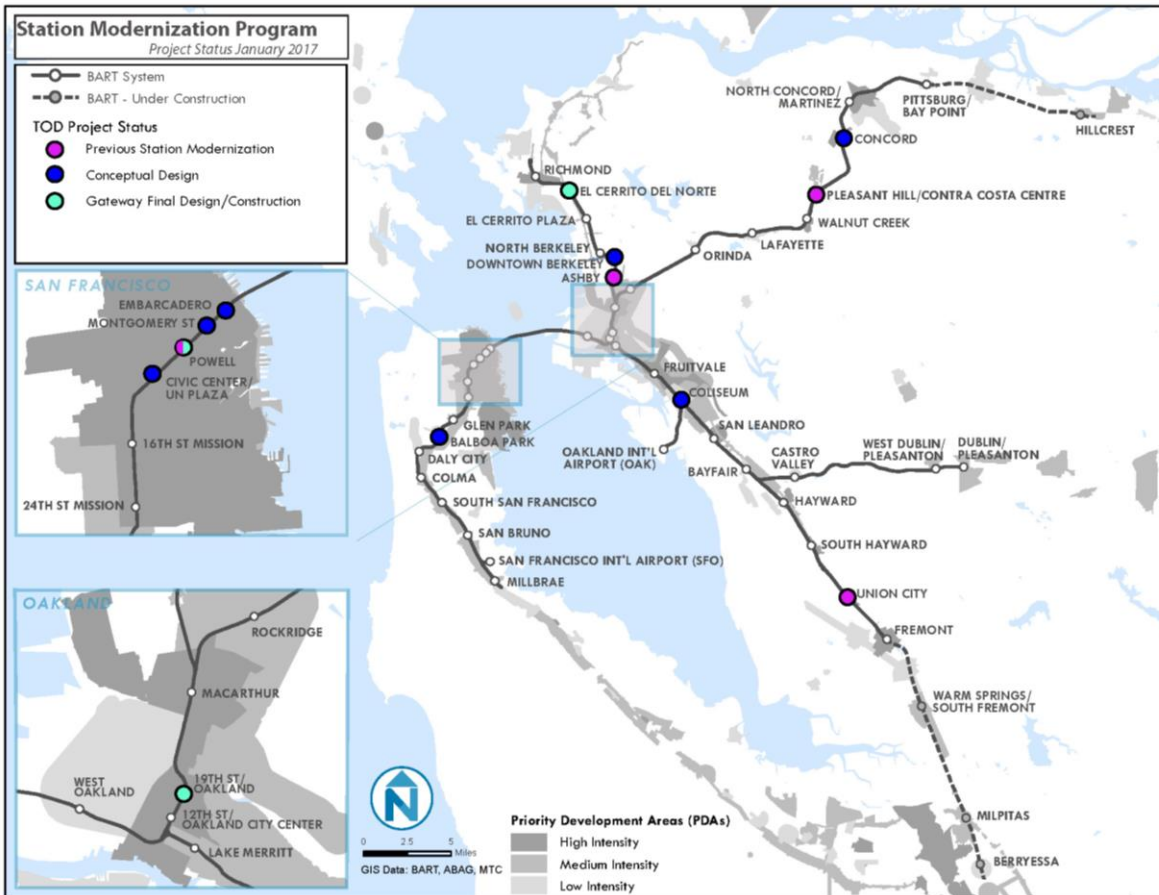 Station Modernization Program
Project Status January 2017
BART System
BART - Under Construction
TOD Project Status
Previous Station Modernization
Conceptual Design
Gateway Final Design/Construction
SAN FRANCISCO
EMBARCADERO
MONTGOMERY ST
POWELL
CIVIC CENTER/
UN PLAZA
16TH ST MISSION
24TH ST MISSION
OAKLAND
ROCKRIDGE
MACARTHUR
19TH ST/
OAKLAND
WEST
OAKLAND
12TH ST/
OAKLAND CITY CENTER
LAKE MERRITT
NORTH CONCORD/
MARTINEZ
PITTSBURG/
BAY POINT
HILLCREST
CONCORD
RICHMOND
EL CERRITO DEL NORTE
PLEASANT HILL/CONTRA COSTA CENTRE
EL CERRITO PLAZA
WALNUT CREEK
LAFAYETTE
ORINDA
NORTH BERKELEY
DOWNTOWN BERKELEY
ASHBY
FRUITVALE
COLISEUM
GLEN PARK
BALBOA PARK
DALY CITY
COLMA
SOUTH SAN FRANCISCO
SAN BRUNO
SAN FRANCISCO INT'L AIRPORT (SFO)
MILLBRAE
OAKLAND INT'L
AIRPORT (OAK)
SAN LEANDRO
BAYFAIR
CASTRO
VALLEY
WEST DUBLIN/
PLEASANTON
DUBLIN/
PLEASANTON
HAYWARD
SOUTH HAYWARD
UNION CITY
FREMONT
WARM SPRINGS/
SOUTH FREMONT
MILPITAS
BERRYESSA
N
0 2.5 5
Miles
GIS Data: BART, ABAG, MTC
Priority Development Areas (PDAs)
High Intensity
Medium Intensity
Low Intensity